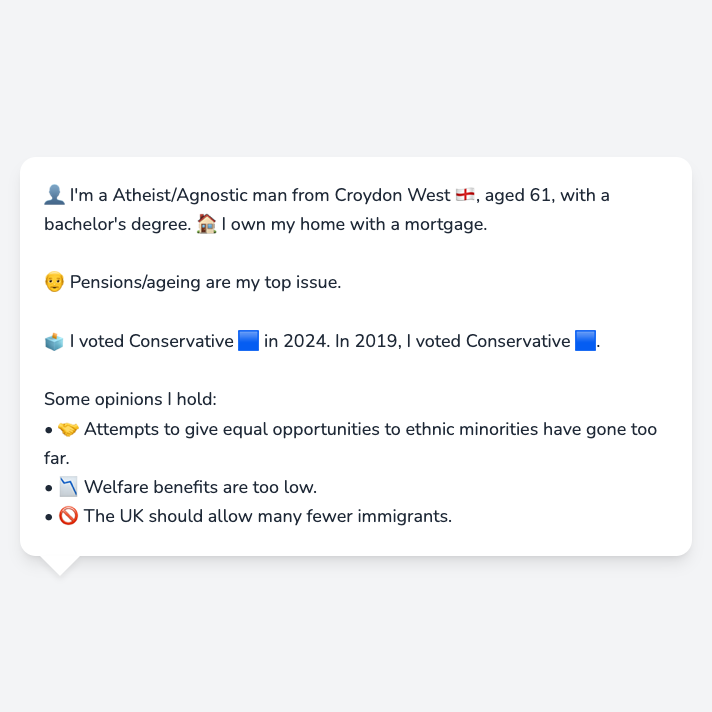 👤 I'm a Atheist/Agnostic man from Croydon West 🏴󠁧󠁢󠁥󠁮󠁧󠁿, aged 61, with a
bachelor's degree. 🏠 I own my home with a mortgage.
👴 Pensions/ageing are my top issue.
🗳️ I voted Conservative 🟦 in 2024. In 2019, I voted Conservative 🟦.
Some opinions I hold:
• 🤝 Attempts to give equal opportunities to ethnic minorities have gone too
far.
• 📉 Welfare benefits are too low.
• 🚫 The UK should allow many fewer immigrants.